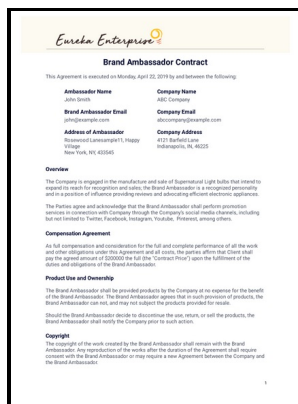 Eureka Enterprise
Brand Ambassador Contract
This Agreement is executed on Monday, April 22, 2019 by and between the following:
Ambassador Name
John Smith
Company Name
ABC Company
Brand Ambassador Email
john@example.com
Company Email
abccompany@example.com
Address of Ambassador
Rosewood Lanesample11, Happy
Village
New York, NY, 433545
Company Address
4121 Barfield Lane
Indianapolis, IN, 46225
Overview
The Company is engaged in the manufacture and sale of Supernatural Light bulbs that intend to
expand its reach for recognition and sales; the Brand Ambassador is a recognized personality
and in a position of influence providing reviews and advocating efficient electronic appliances.
The Parties agree and acknowledge that the Brand Ambassador shall perform promotion
services in connection with Company through the Company's social media channels, including
but not limited to Twitter, Facebook, Instagram, Youtube, Pinterest, among others.
Compensation Agreement
As full compensation and consideration for the full and complete performance of all the work
and other obligations under this Agreement and all costs, the parties affirm that Client shall
pay the agreed amount of $200000 the full (the "Contract Price") upon the fulfillment of the
duties and obligations of the Brand Ambassador.
Product Use and Ownership
The Brand Ambassador shall be provided products by the Company at no expense for the benefit
of the Brand Ambassador. The Brand Ambassador agrees that in such provision of products, the
Brand Ambassador can not, and may not subject the products provided for resale.
Should the Brand Ambassador decide to discontinue the use, return, or sell the products, the
Brand Ambassador shall notify the Company prior to such action.
Copyright
The copyright of the work created by the Brand Ambassador shall remain with the Brand
Ambassador. Any reproduction of the works after the duration of the Agreement shall require
consent with the Brand Ambassador or may require a new Agreement between the Company and
the Brand Ambassador.
1